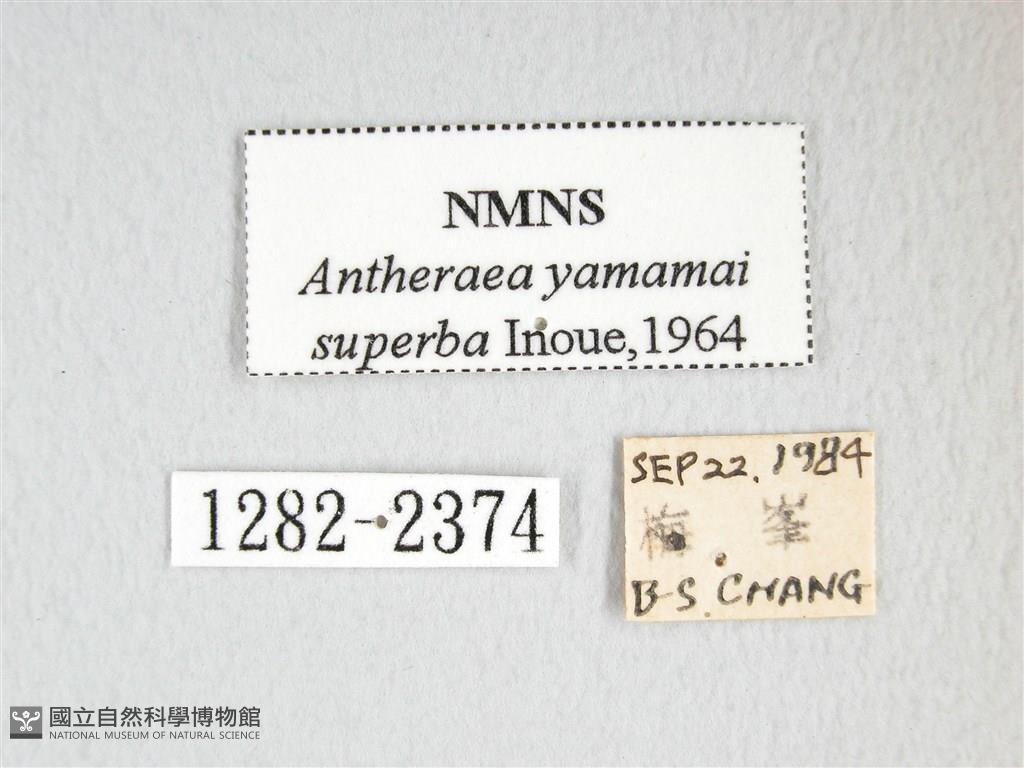 NMNS
Antheraea yamamai
superba Inoue,1964
1282-2374
SEP 22. 1984
梅 峯
B-S. CHANG
國立自然科學博物館
NATIONAL MUSEUM OF NATURAL SCIENCE